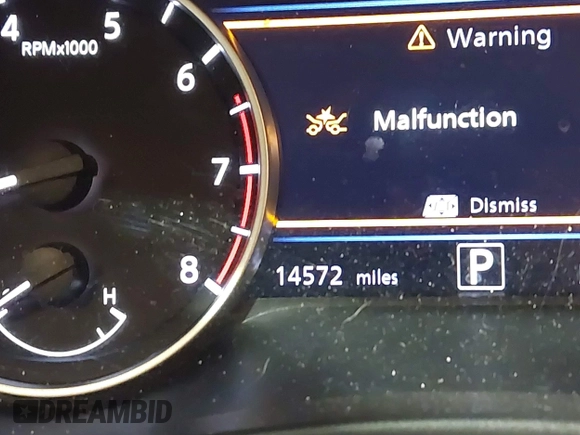 4 5
RPMx1000
6
7
8
H
Warning
Malfunction
Dismiss
14572 miles
P
DREAMBID